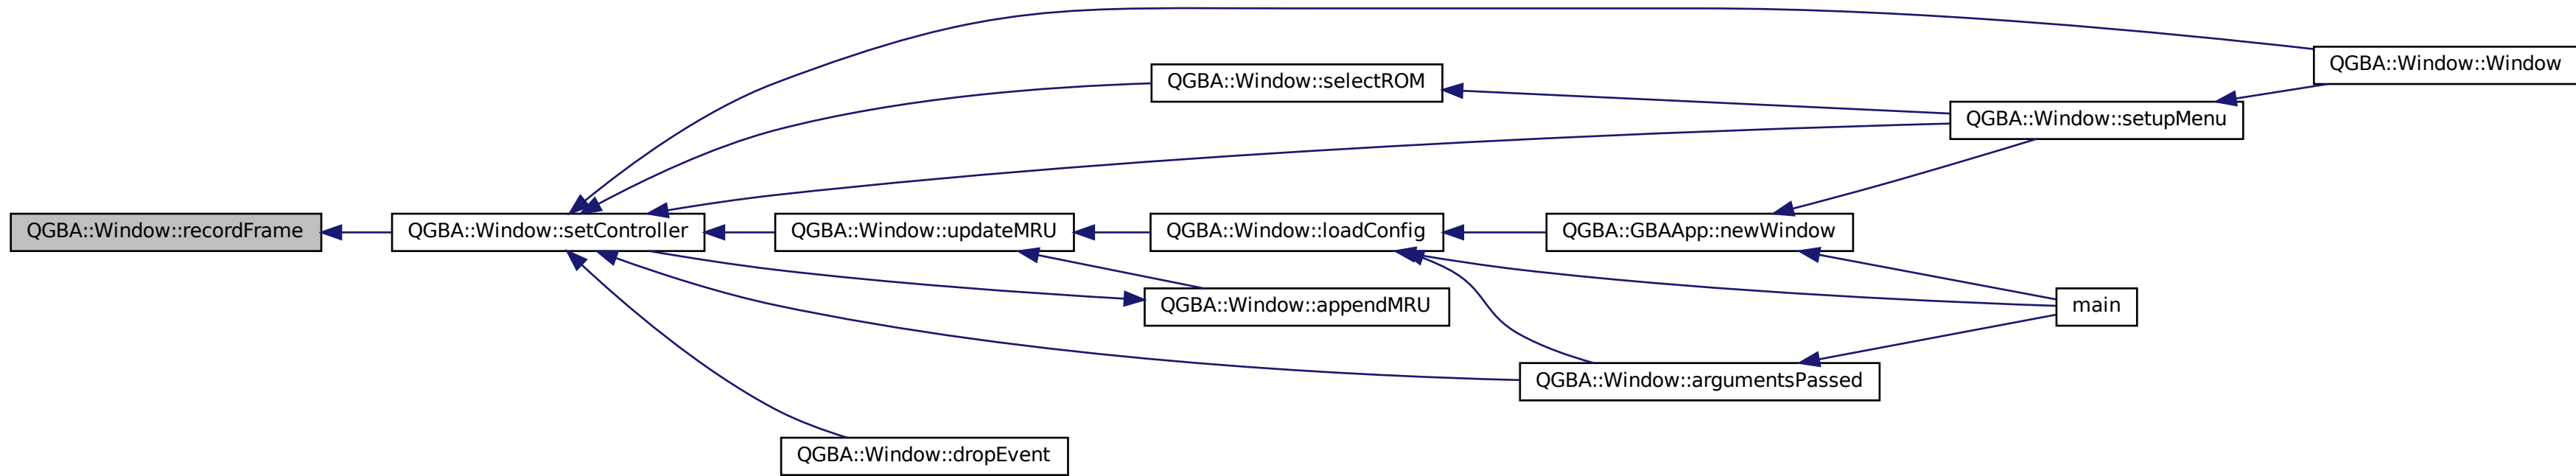 QGBA::Window::Window
QGBA::Window::selectROM
QGBA::Window::setupMenu
QGBA::Window::recordFrame
QGBA::Window::setController
QGBA::Window::updateMRU
QGBA::Window::loadConfig
QGBA::GBAApp::newWindow
QGBA::Window::appendMRU
main
QGBA::Window::argumentsPassed
QGBA::Window::dropEvent